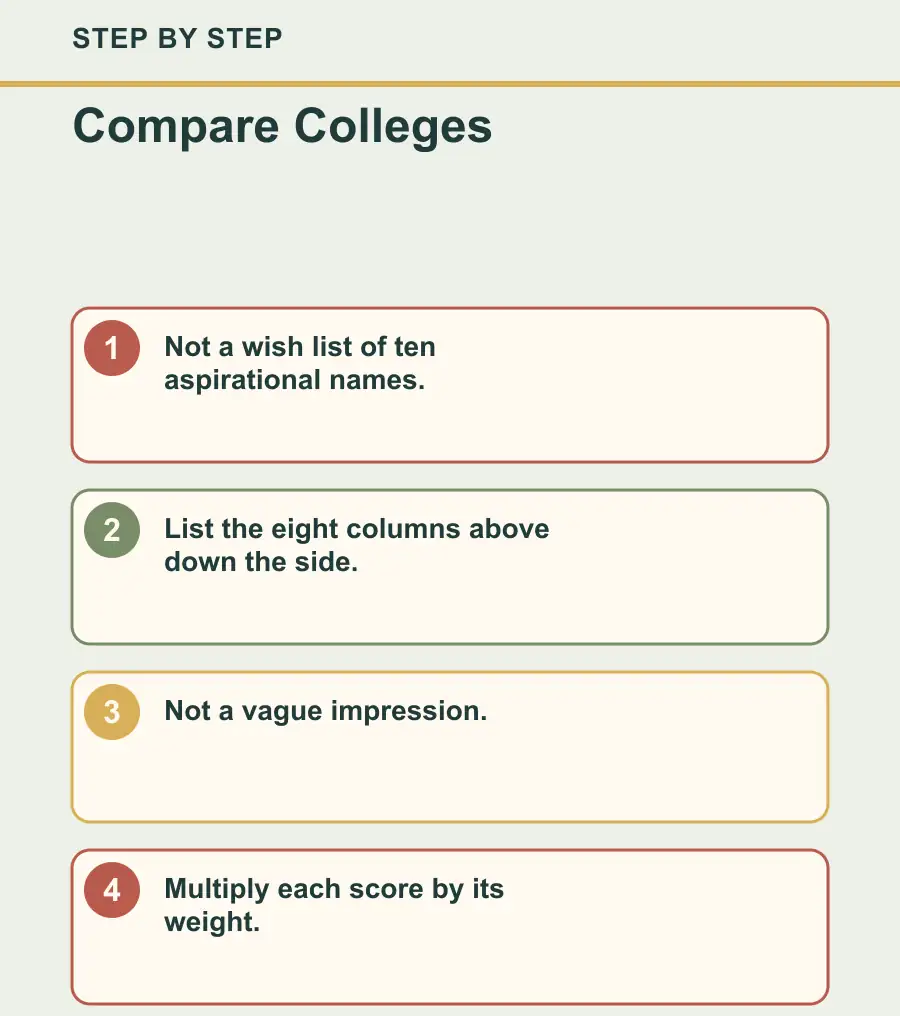 STEP BY STEP
Compare Colleges
1
Not a wish list of ten
aspirational names.
2
List the eight columns above
down the side.
3
Not a vague impression.
4
Multiply each score by its
weight.